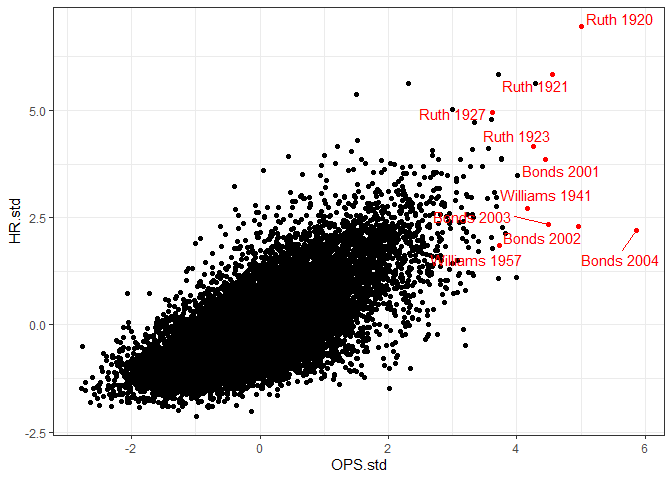 Ruth 1920
Ruth 1921
5.0
Ruth 1927
Ruth 1923
Bonds 2001
Williams 1941
2.5
Bonds 2003
Bonds 2002
Williams 1957
Bonds 2004
HR.std
0.0
-2.5
-2
0
2
4
6
OPS.std